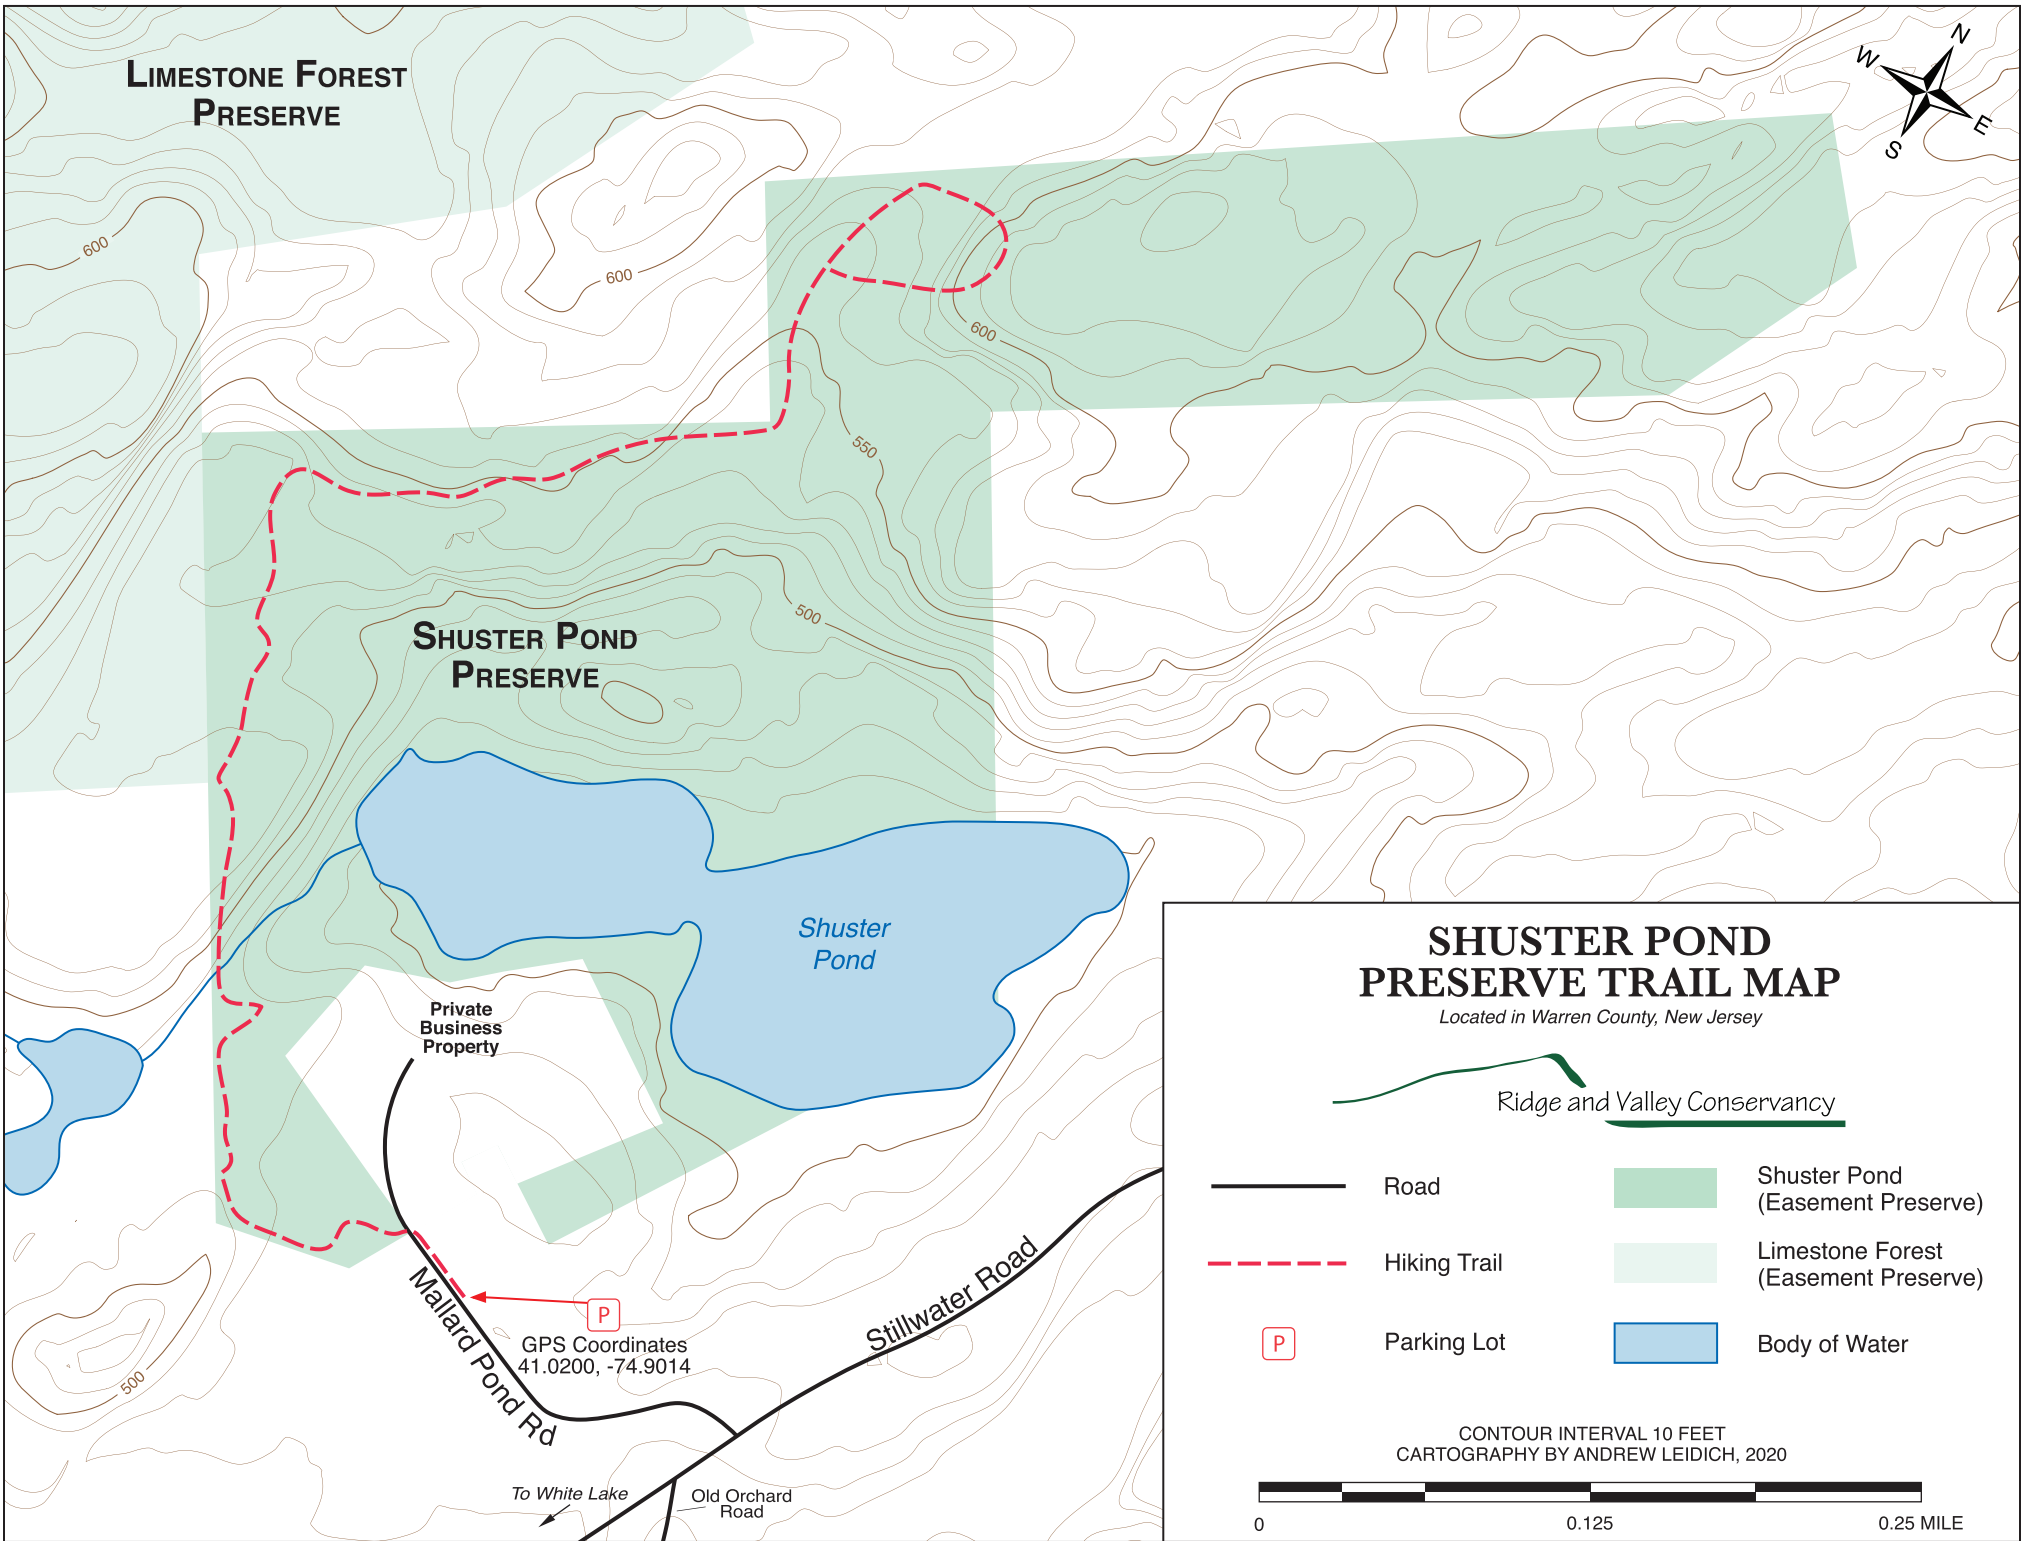 LIMESTONE FOREST
PRESERVE
N
W
E
S
600
600
600
550
500
SHUSTER POND
PRESERVE
Shuster
Pond
Private
Business
Property
Mallard Pond Rd
P
GPS Coordinates
41.0200, -74.9014
Stillwater Road
500
To White Lake
Old Orchard
Road
SHUSTER POND
PRESERVE TRAIL MAP
Located in Warren County, New Jersey
Ridge and Valley Conservancy
Road
Shuster Pond
(Easement Preserve)
Hiking Trail
Limestone Forest
(Easement Preserve)
P
Parking Lot
Body of Water
CONTOUR INTERVAL 10 FEET
CARTOGRAPHY BY ANDREW LEIDICH, 2020
0 0.125 0.25 MILE